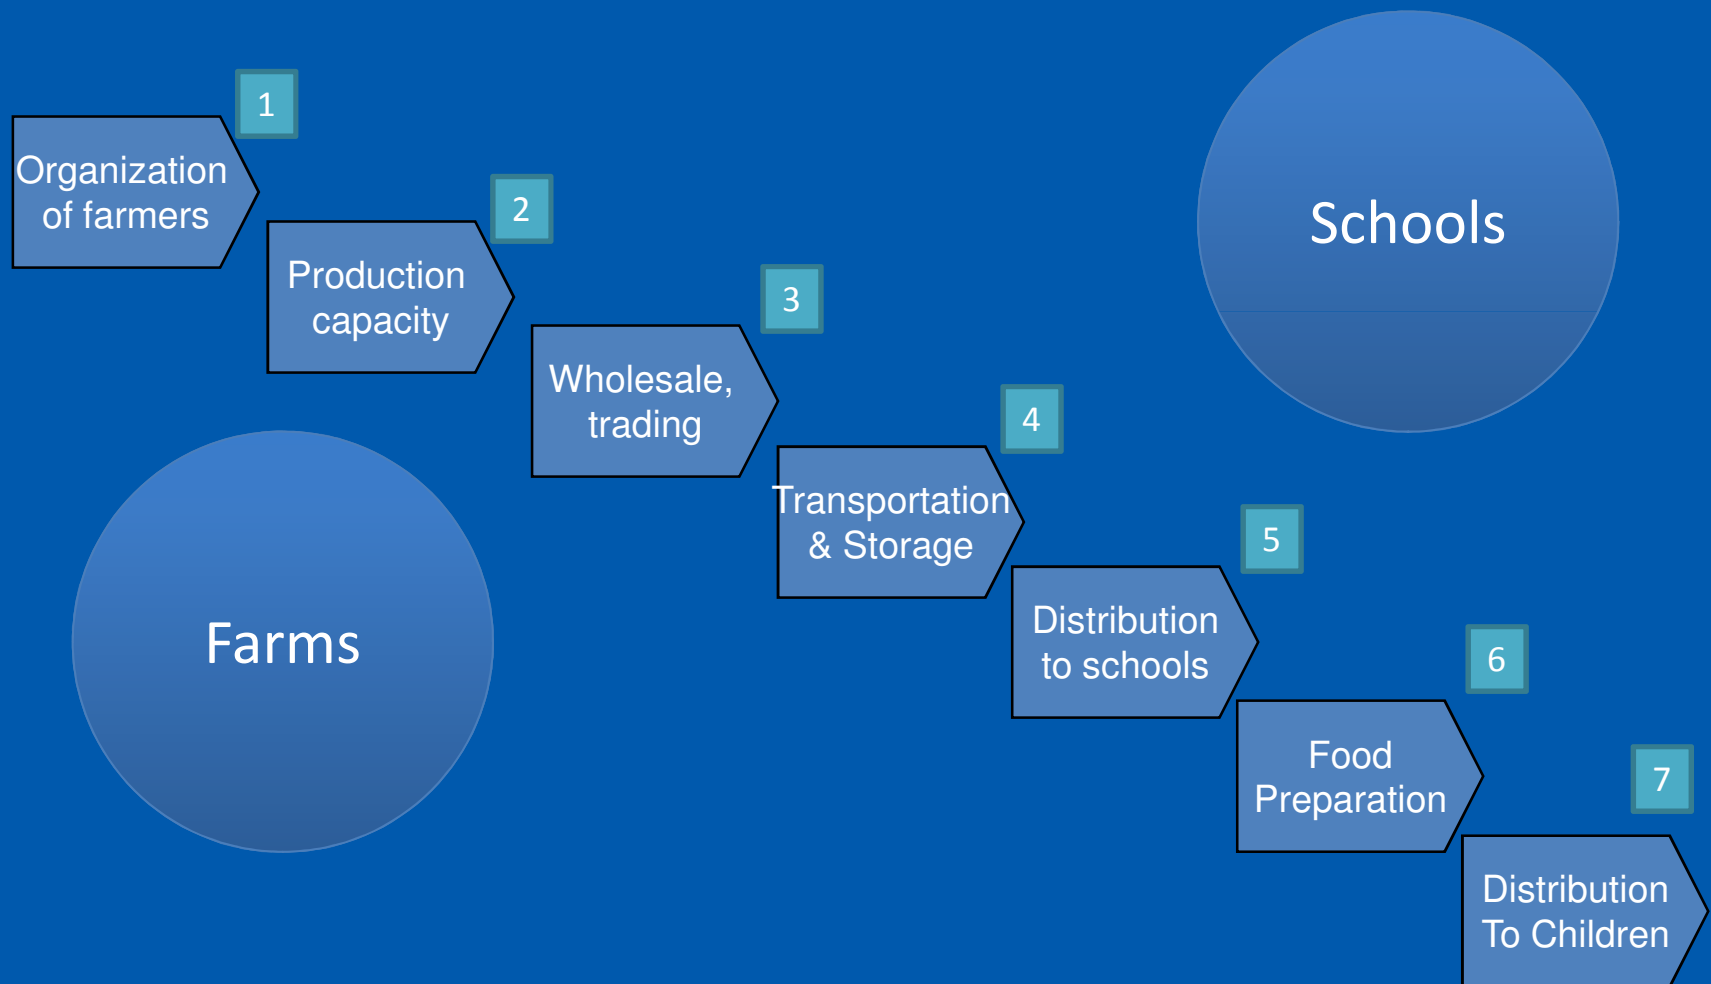 1
Organization
of farmers
2
Production
capacity
3
Wholesale,
trading
4
Transportation
& Storage
5
Distribution
to schools
6
Food
Preparation
7
Distribution
To Children
Schools
Farms